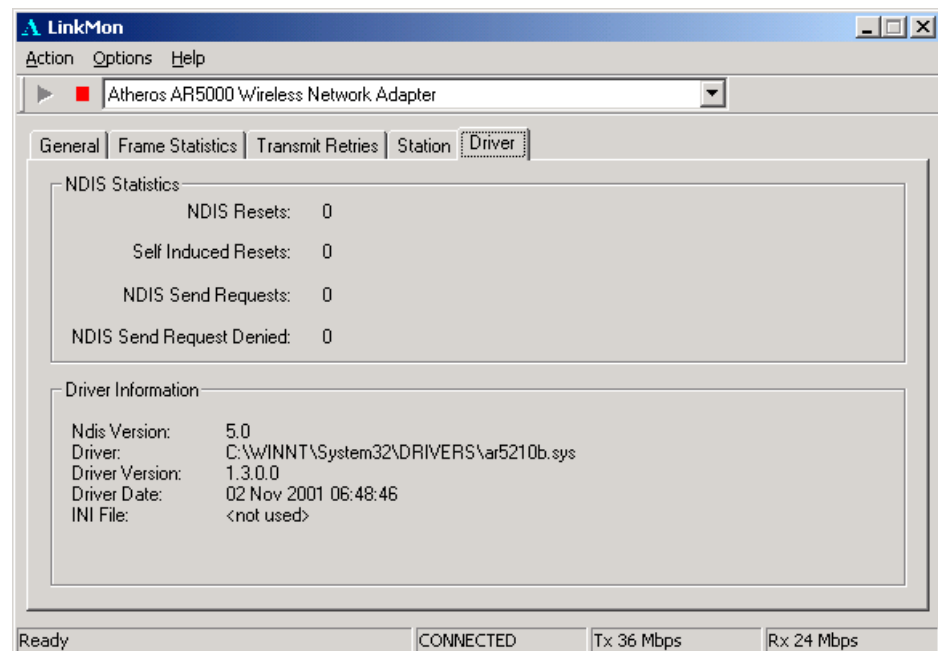 LinkMon
Action Options Help
Atheros AR5000 Wireless Network Adapter
General Frame Statistics Transmit Retries Station Driver
NDIS Statistics
NDIS Resets: 0
Self Induced Resets: 0
NDIS Send Requests: 0
NDIS Send Request Denied: 0
Driver Information
Ndis Version: 5.0
Driver: C:\WINNT\System32\DRIVERS\ar5210b.sys
Driver Version: 1.3.0.0
Driver Date: 02 Nov 2001 06:48:46
INI File: <not used>
Ready CONNECTED Tx 36 Mbps Rx 24 Mbps